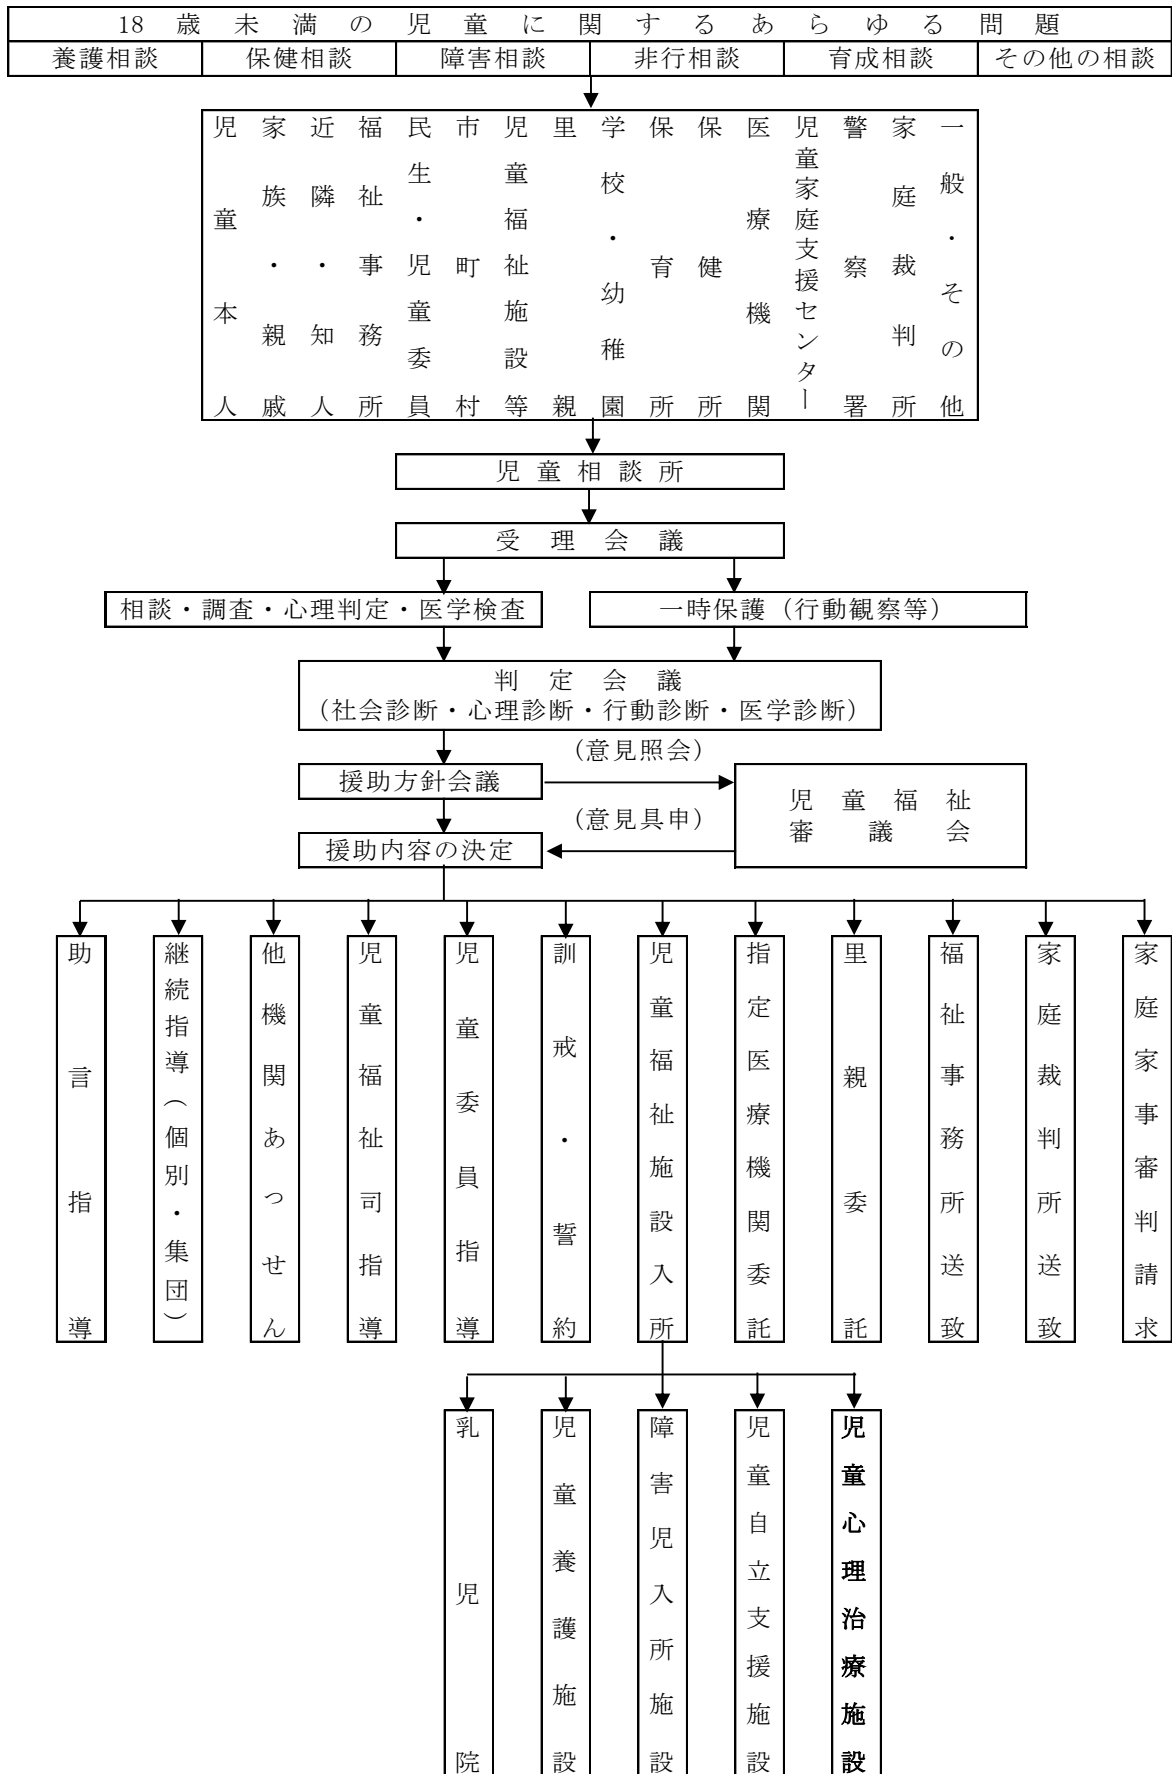 18歳未満の児童に関するあらゆる問題
養護相談
保健相談
障害相談
非行相談
育成相談
その他の相談
児童本人
家族・親戚
近隣・知人
福祉事務所
民生・児童委員
市町村
児童福祉施設等
里親
学校・幼稚園
保育所
保健所
医療機関
児童家庭支援センター
警察署
家庭裁判所
一般・その他
児童相談所
受理会議
相談・調査・心理判定・医学検査
一時保護（行動観察等）
判定会議
（社会診断・心理診断・行動診断・医学診断）
（意見照会）
援助方針会議
児童福祉
審議会
（意見具申）
援助内容の決定
助言指導
継続指導（個別・集団）
他機関あっせん
児童福祉司指導
児童委員指導
訓戒・誓約
児童福祉施設入所
指定医療機関委託
里親委託
福祉事務所送致
家庭裁判所送致
家庭家事審判請求
乳児院
児童養護施設
障害児入所施設
児童自立支援施設
児童心理治療施設